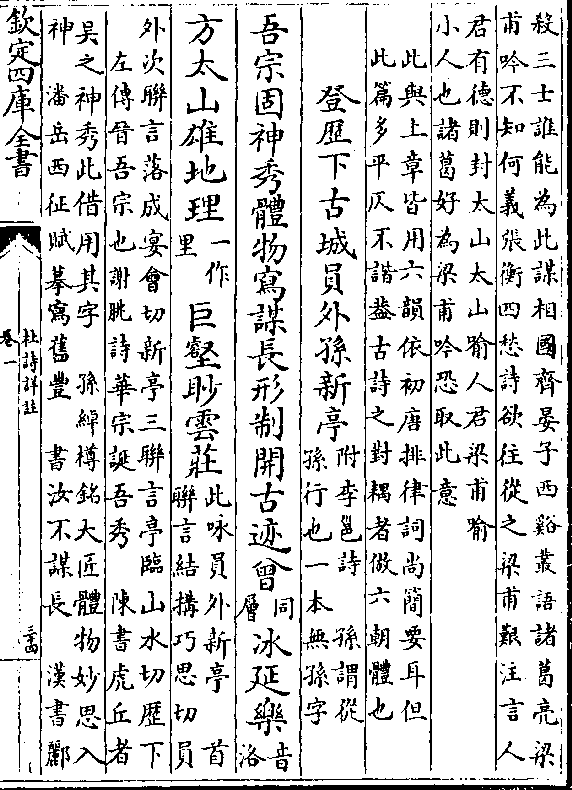 殺三士誰能為此謀相國齊晏子西谿叢語諸葛亮梁
甫吟不知何義張衡四愁詩欲往從之梁甫艱注言人
君有德則封太山太山喻人君梁甫喻
小人也諸葛好為梁甫吟恐取此意
此與上章皆用六韻依初唐排律詞尚簡要耳但
此篇多平仄不諧葢古詩之對耦者倣六朝體也
登歴下古城員外孫新亭
附李邕詩 孫謂從
孫行也一本無孫字
吾宗固神秀體物寫謀長形制開古迹曾
同
層
冰延樂
音
洛
方太山雄地理
一作
里
巨壑眇雲莊
此咏員外新亭 首
聯言結搆巧思切員
外次聯言落成宴會切新亭三聯言亭臨山水切歴下
左傳晉吾宗也謝朓詩華宗誕吾秀 陳書虎丘者
吳之神秀此借用其字 孫綽樽銘大匠體物妙思入
神 潘岳西征賦摹寫舊豐 書汝不謀長 漢書酈
欽定四庫全書
杜詩詳註
卷一